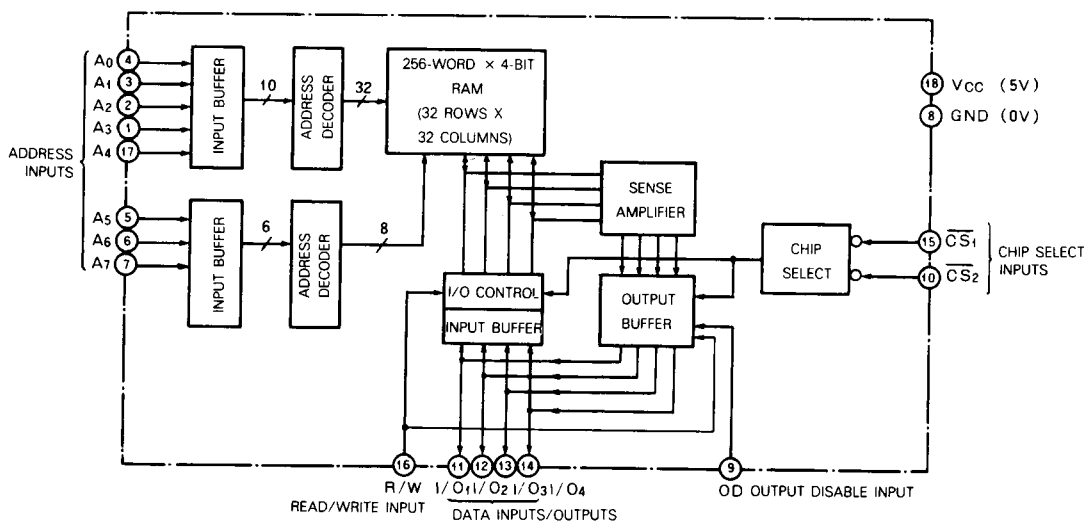 A0 4
A1 3
A2 2
A3 1
A4 17
ADDRESS
INPUTS
A5 5
A6 6
A7 7
INPUT BUFFER
10
ADDRESS
DECODER
32
256-WORD × 4-BIT
RAM
(32 ROWS X
32 COLUMNS)
INPUT BUFFER
6
ADDRESS
DECODER
8
SENSE
AMPLIFIER
I/O CONTROL
INPUT BUFFER
OUTPUT
BUFFER
CHIP
SELECT
18 VCC (5V)
8 GND (0V)
15 C̅S̅1
10 C̅S̅2
CHIP SELECT
INPUTS
16 11 12 13 14 9
R/W I/O1 I/O2 I/O3 I/O4
READ/WRITE INPUT
DATA INPUTS/OUTPUTS
OD OUTPUT DISABLE INPUT